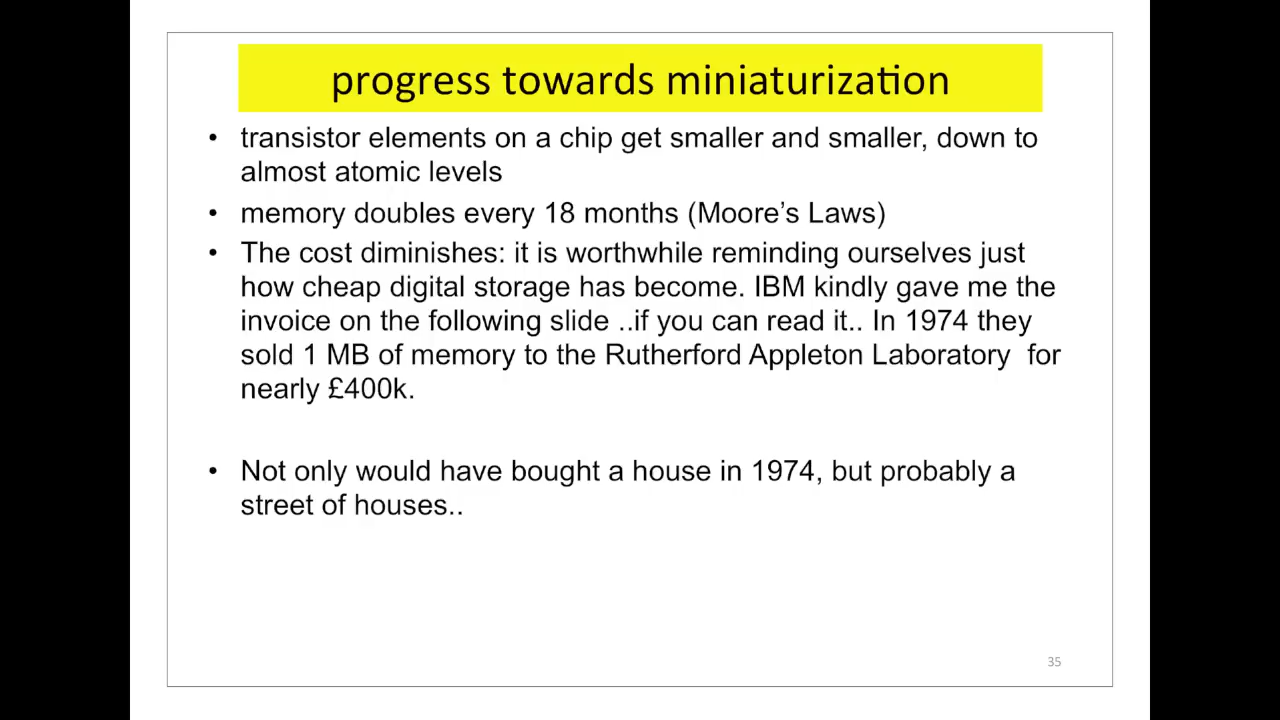 progress towards miniaturization
• transistor elements on a chip get smaller and smaller, down to
almost atomic levels
• memory doubles every 18 months (Moore’s Laws)
• The cost diminishes: it is worthwhile reminding ourselves just
how cheap digital storage has become. IBM kindly gave me the
invoice on the following slide ..if you can read it.. In 1974 they
sold 1 MB of memory to the Rutherford Appleton Laboratory for
nearly £400k.
• Not only would have bought a house in 1974, but probably a
street of houses..
35